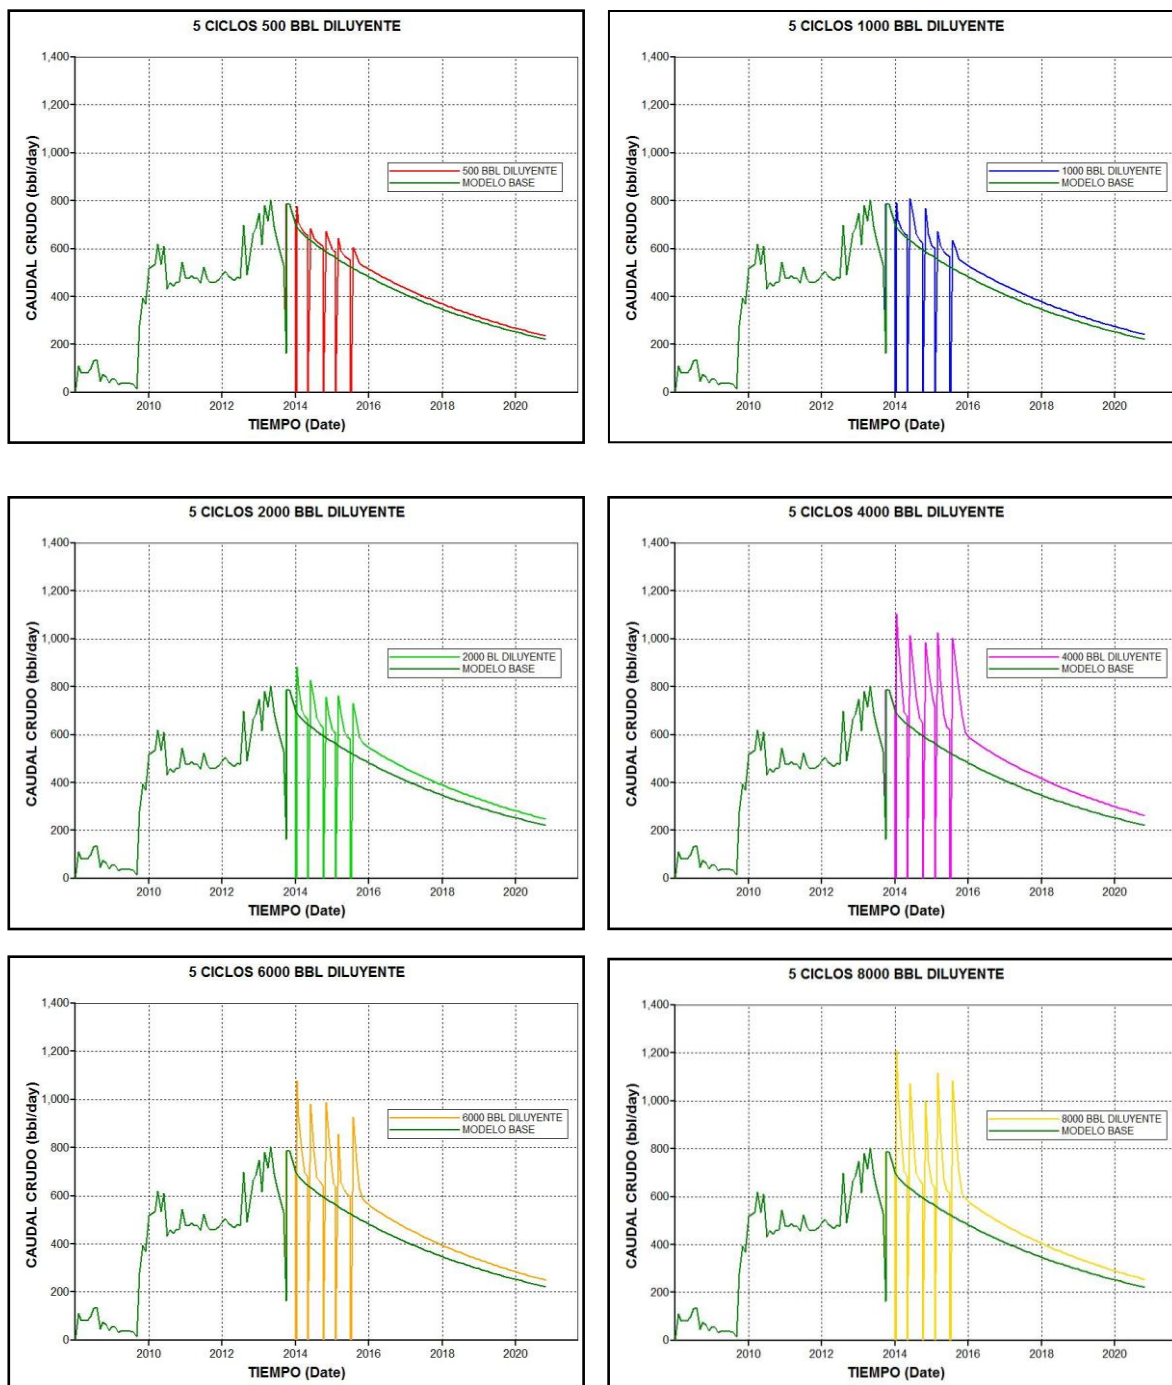 5 CICLOS 500 BBL DILUYENTE
1,400
1,200
1,000
800
600
400
200
0
CAUDAL CRUDO (bbl/day)
500 BBL DILUYENTE
MODELO BASE
2010 2012 2014 2016 2018 2020
TIEMPO (Date)
5 CICLOS 1000 BBL DILUYENTE
1,400
1,200
1,000
800
600
400
200
0
CAUDAL CRUDO (bbl/day)
1000 BBL DILUYENTE
MODELO BASE
2010 2012 2014 2016 2018 2020
TIEMPO (Date)
5 CICLOS 2000 BBL DILUYENTE
1,400
1,200
1,000
800
600
400
200
0
CAUDAL CRUDO (bbl/day)
2000 BL DILUYENTE
MODELO BASE
2010 2012 2014 2016 2018 2020
TIEMPO (Date)
5 CICLOS 4000 BBL DILUYENTE
1,400
1,200
1,000
800
600
400
200
0
CAUDAL CRUDO (bbl/day)
4000 BBL DILUYENTE
MODELO BASE
2010 2012 2014 2016 2018 2020
TIEMPO (Date)
5 CICLOS 6000 BBL DILUYENTE
1,400
1,200
1,000
800
600
400
200
0
CAUDAL CRUDO (bbl/day)
6000 BBL DILUYENTE
MODELO BASE
2010 2012 2014 2016 2018 2020
TIEMPO (Date)
5 CICLOS 8000 BBL DILUYENTE
1,400
1,200
1,000
800
600
400
200
0
CAUDAL CRUDO (bbl/day)
8000 BBL DILUYENTE
MODELO BASE
2010 2012 2014 2016 2018 2020
TIEMPO (Date)